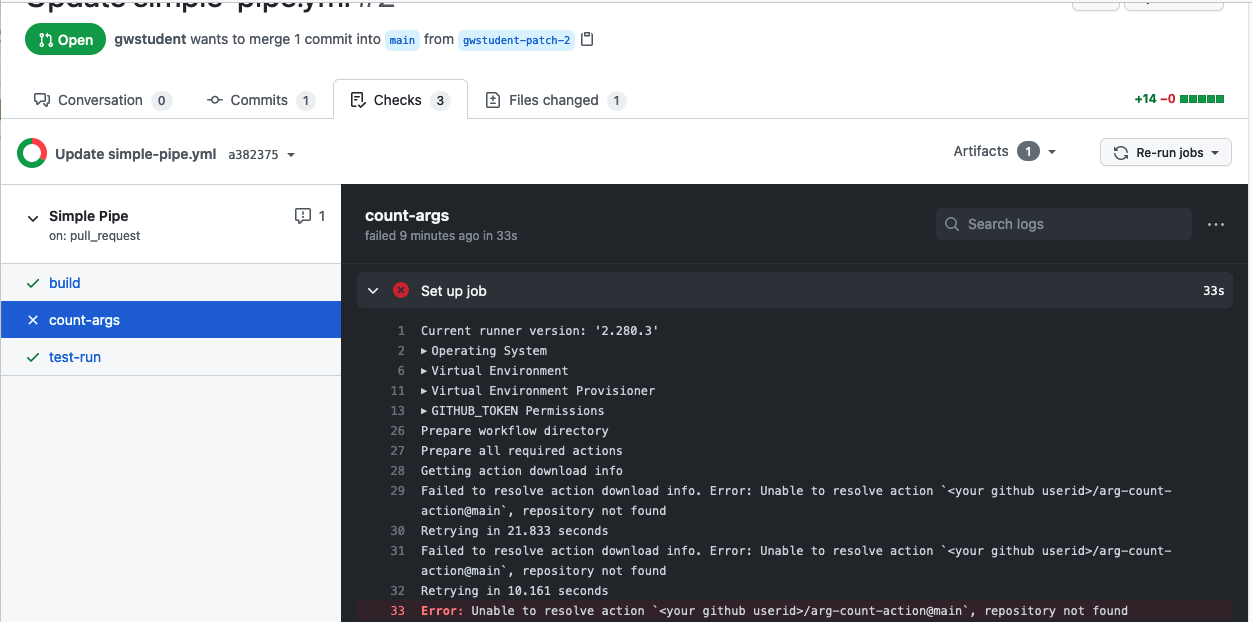 Update simple-pipe.yml #2
Open gwstudent wants to merge 1 commit into main from gwstudent-patch-2
Conversation 0 Commits 1 Checks 3 Files changed 1 +14 −0
Update simple-pipe.yml a382375 Artifacts 1 Re-run jobs
Simple Pipe 1
on: pull_request
build
count-args
test-run
count-args
failed 9 minutes ago in 33s
Search logs
Set up job 33s
1 Current runner version: '2.280.3'
2 Operating System
6 Virtual Environment
11 Virtual Environment Provisioner
13 GITHUB_TOKEN Permissions
26 Prepare workflow directory
27 Prepare all required actions
28 Getting action download info
29 Failed to resolve action download info. Error: Unable to resolve action `<your github userid>/arg-count-
action@main`, repository not found
30 Retrying in 21.833 seconds
31 Failed to resolve action download info. Error: Unable to resolve action `<your github userid>/arg-count-
action@main`, repository not found
32 Retrying in 10.161 seconds
33 Error: Unable to resolve action `<your github userid>/arg-count-action@main`, repository not found